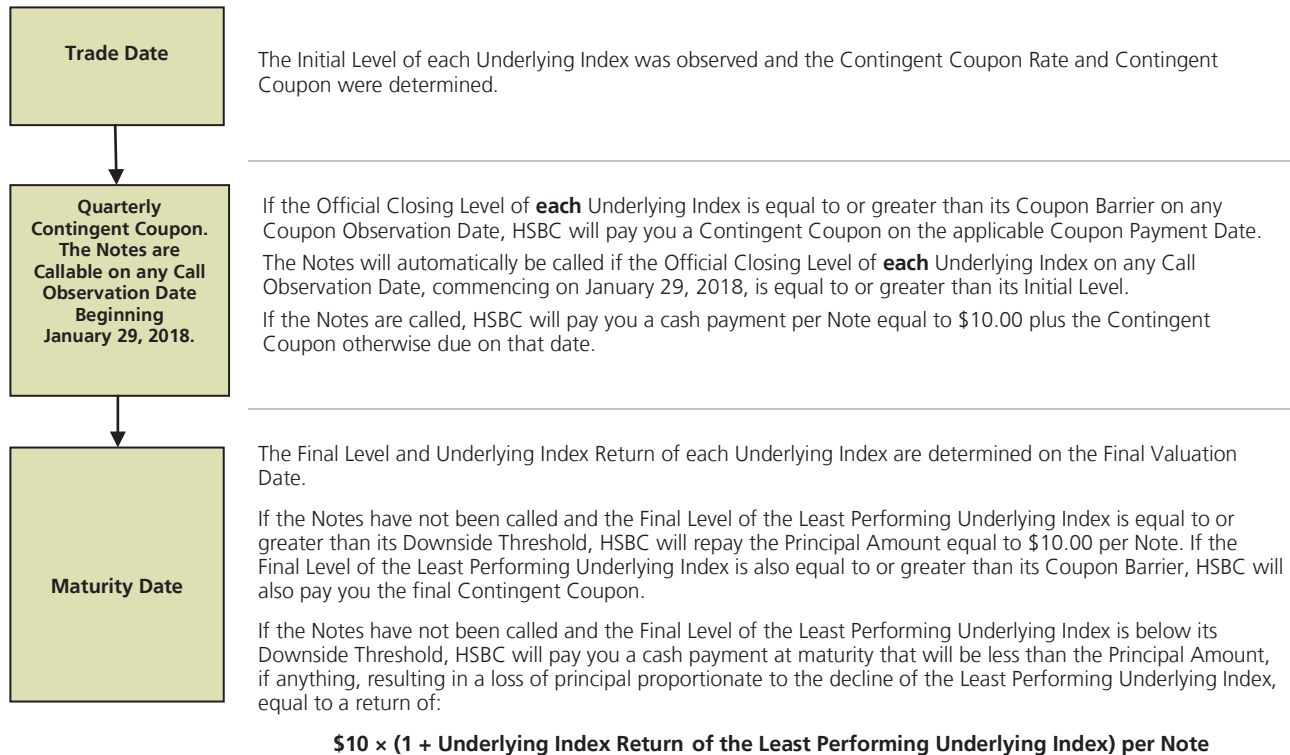 Trade Date
The Initial Level of each Underlying Index was observed and the Contingent Coupon Rate and Contingent
Coupon were determined.
Quarterly
Contingent Coupon.
The Notes are
Callable on any Call
Observation Date
Beginning
January 29, 2018.
If the Official Closing Level of each Underlying Index is equal to or greater than its Coupon Barrier on any
Coupon Observation Date, HSBC will pay you a Contingent Coupon on the applicable Coupon Payment Date.
The Notes will automatically be called if the Official Closing Level of each Underlying Index on any Call
Observation Date, commencing on January 29, 2018, is equal to or greater than its Initial Level.
If the Notes are called, HSBC will pay you a cash payment per Note equal to $10.00 plus the Contingent
Coupon otherwise due on that date.
Maturity Date
The Final Level and Underlying Index Return of each Underlying Index are determined on the Final Valuation
Date.
If the Notes have not been called and the Final Level of the Least Performing Underlying Index is equal to or
greater than its Downside Threshold, HSBC will repay the Principal Amount equal to $10.00 per Note. If the
Final Level of the Least Performing Underlying Index is also equal to or greater than its Coupon Barrier, HSBC will
also pay you the final Contingent Coupon.
If the Notes have not been called and the Final Level of the Least Performing Underlying Index is below its
Downside Threshold, HSBC will pay you a cash payment at maturity that will be less than the Principal Amount,
if anything, resulting in a loss of principal proportionate to the decline of the Least Performing Underlying Index,
equal to a return of:
$10 × (1 + Underlying Index Return of the Least Performing Underlying Index) per Note